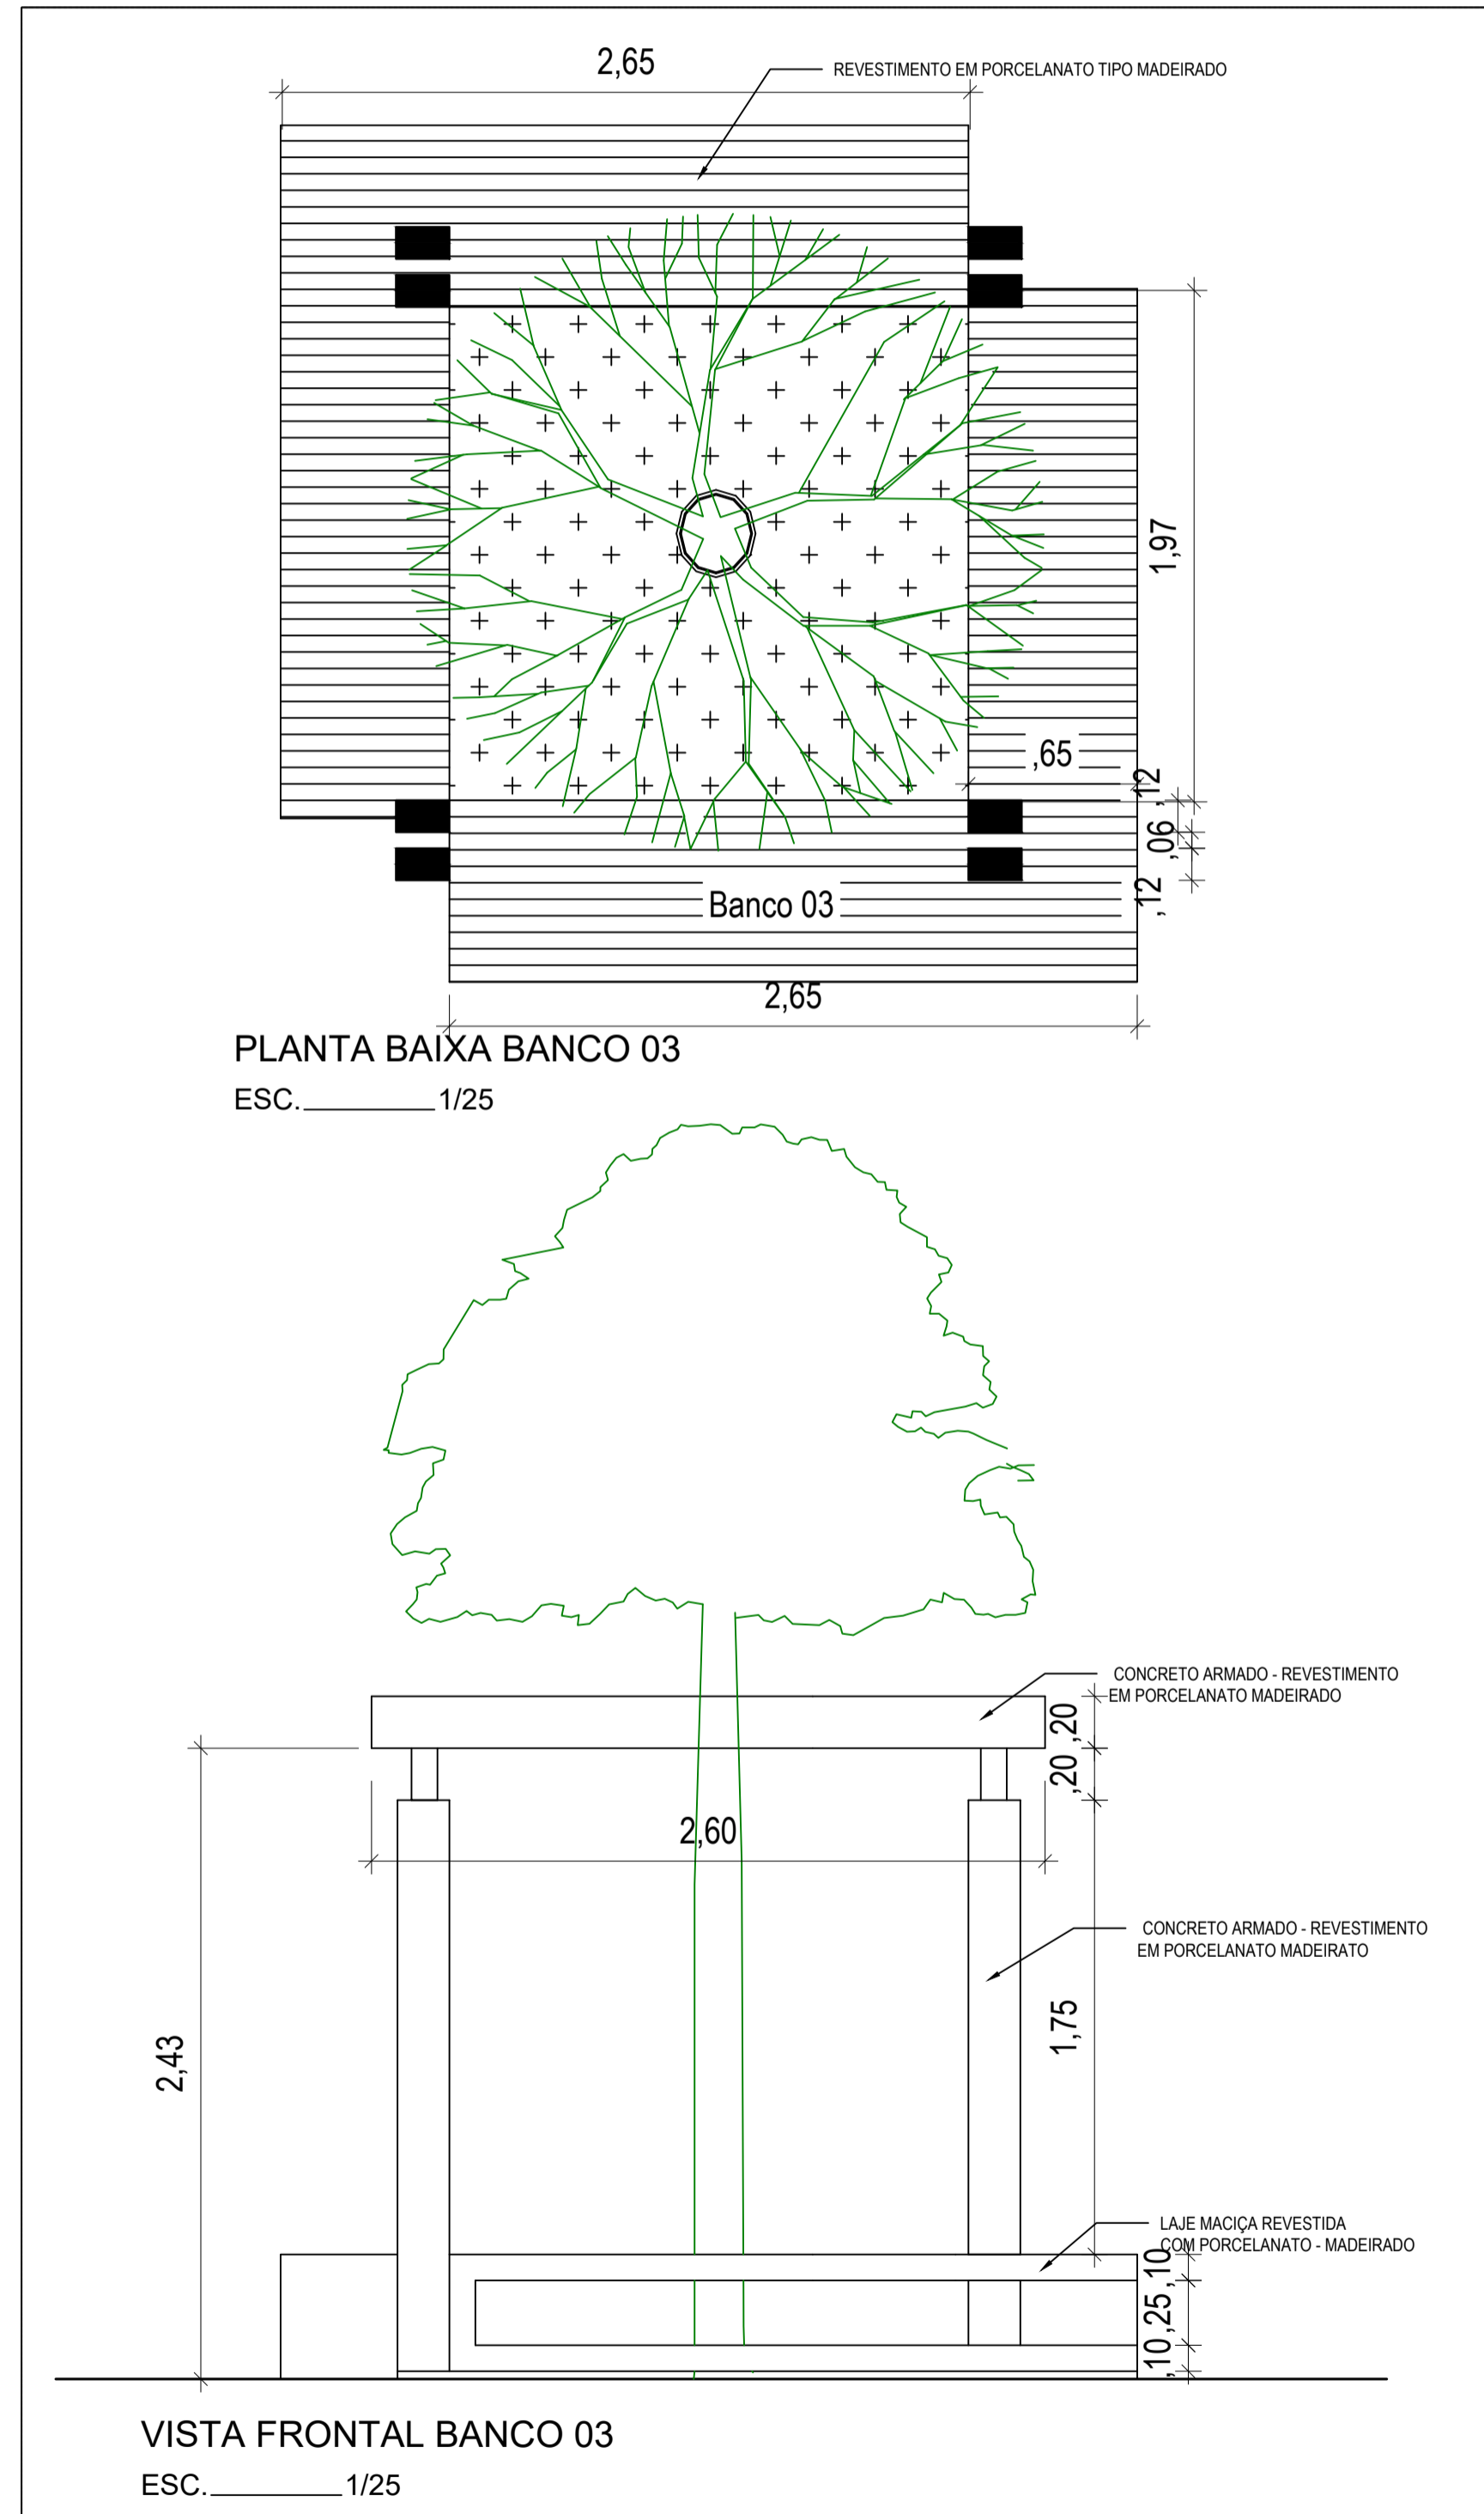 2,65
REVESTIMENTO EM PORCELANATO TIPO MADEIRADO
1,97
,65
,12
,06
,12
Banco 03
2,65
PLANTA BAIXA BANCO 03
ESC. 1/25
CONCRETO ARMADO - REVESTIMENTO
EM PORCELANATO MADEIRADO
,20
,20
2,60
CONCRETO ARMADO - REVESTIMENTO
EM PORCELANATO MADEIRATO
1,75
2,43
LAJE MACIÇA REVESTIDA
COM PORCELANATO - MADEIRADO
,10
,25
,10
VISTA FRONTAL BANCO 03
ESC. 1/25